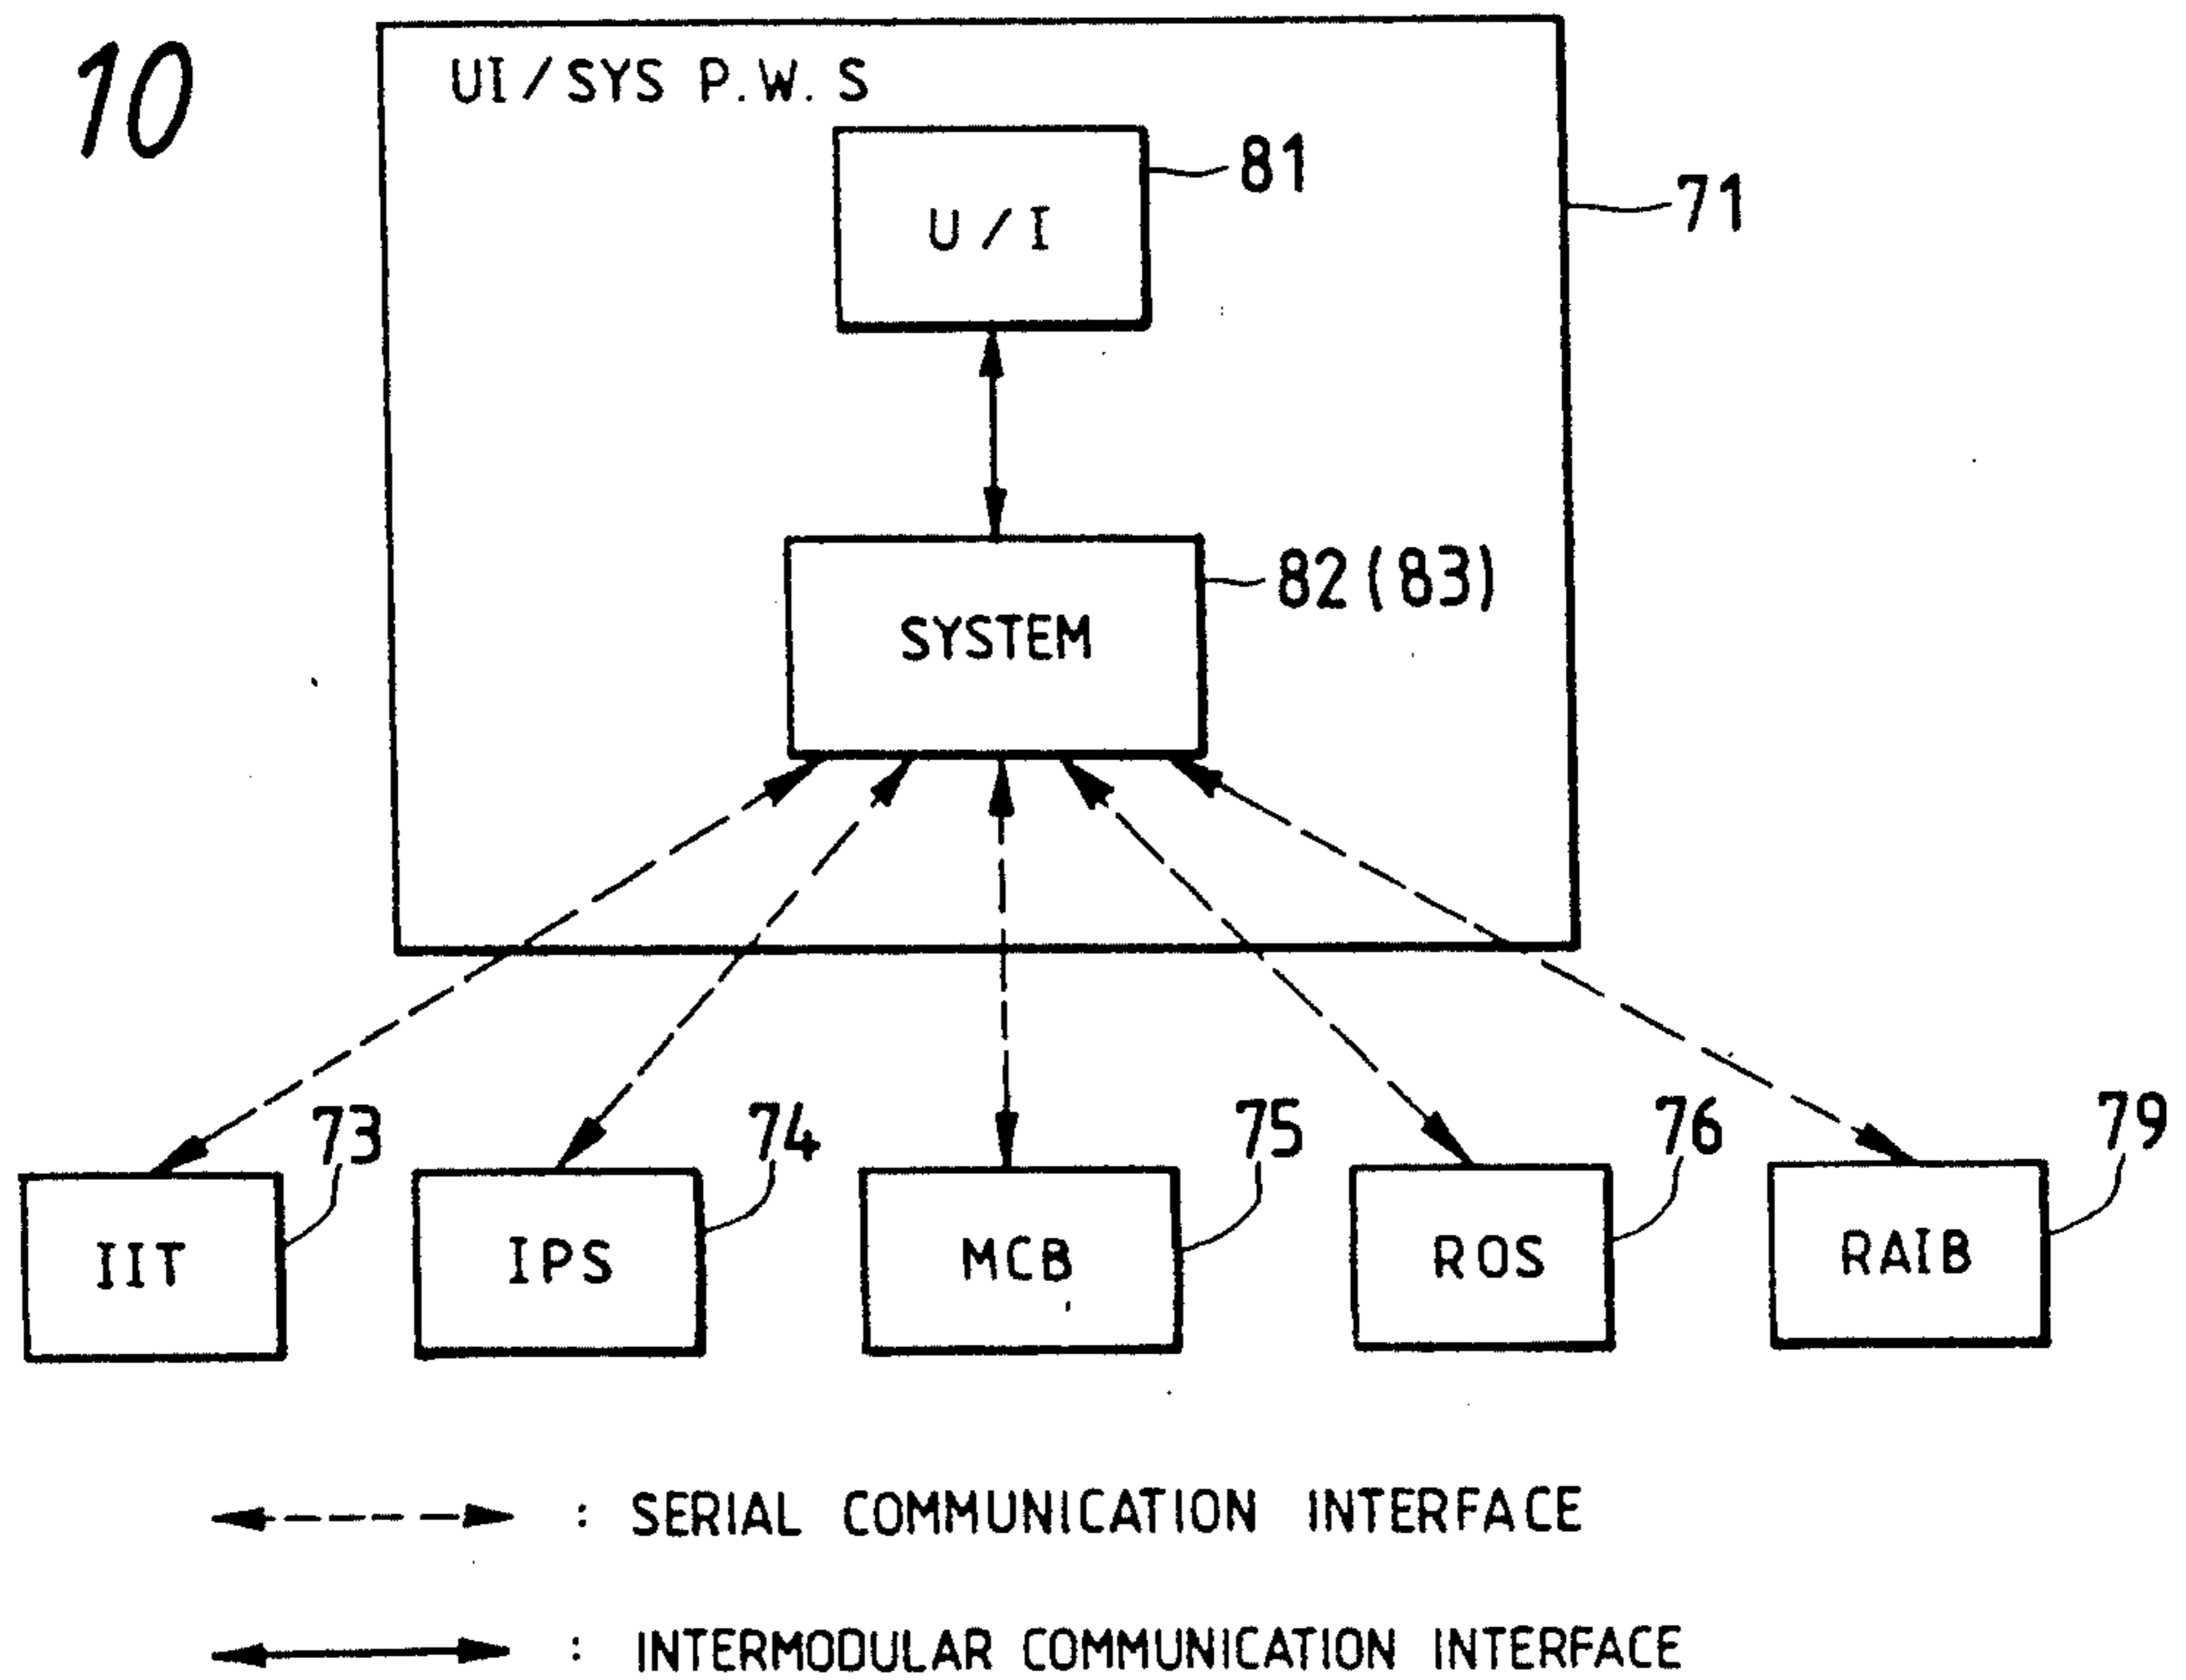 10
UI/SYS P.W.S
U/I
81
71
SYSTEM
82(83)
73
74
75
76
79
IIT
IPS
MCB
ROS
RAIB
: SERIAL COMMUNICATION INTERFACE
: INTERMODULAR COMMUNICATION INTERFACE